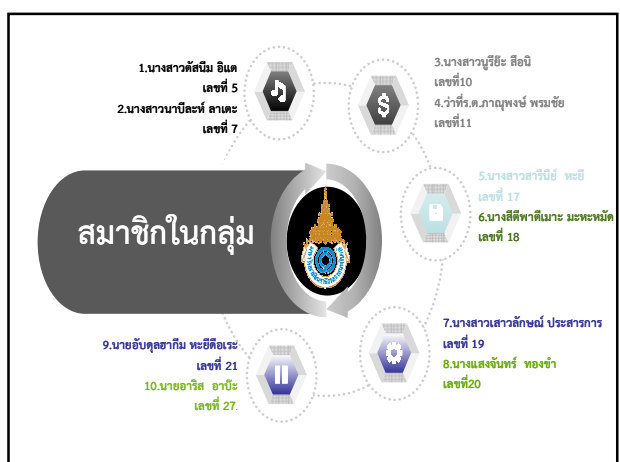 1.นางสาวตัสนีม อิแต
เลขที่ 5
2.นางสาวนาบีละห์ ลาเตะ
เลขที่ 7
3.นางสาวนูรีย๊ะ สือนิ
เลขที่10
4.ว่าที่ร.ต.ภาณุพงษ์ พรมชัย
เลขที่11
5.นางสาวสารีนีย์ หะยี
เลขที่ 17
6.นางสีตีพาตีเมาะ มะหะหมัด
เลขที่ 18
สมาชิกในกลุ่ม
7.นางสาวเสาวลักษณ์ ประสารการ
เลขที่ 19
8.นางแสงจันทร์ ทองขำ
เลขที่20
9.นายอับดุลฮากีม หะยีดือเระ
เลขที่ 21
10.นายอาริส อาบ๊ะ
เลขที่ 27.